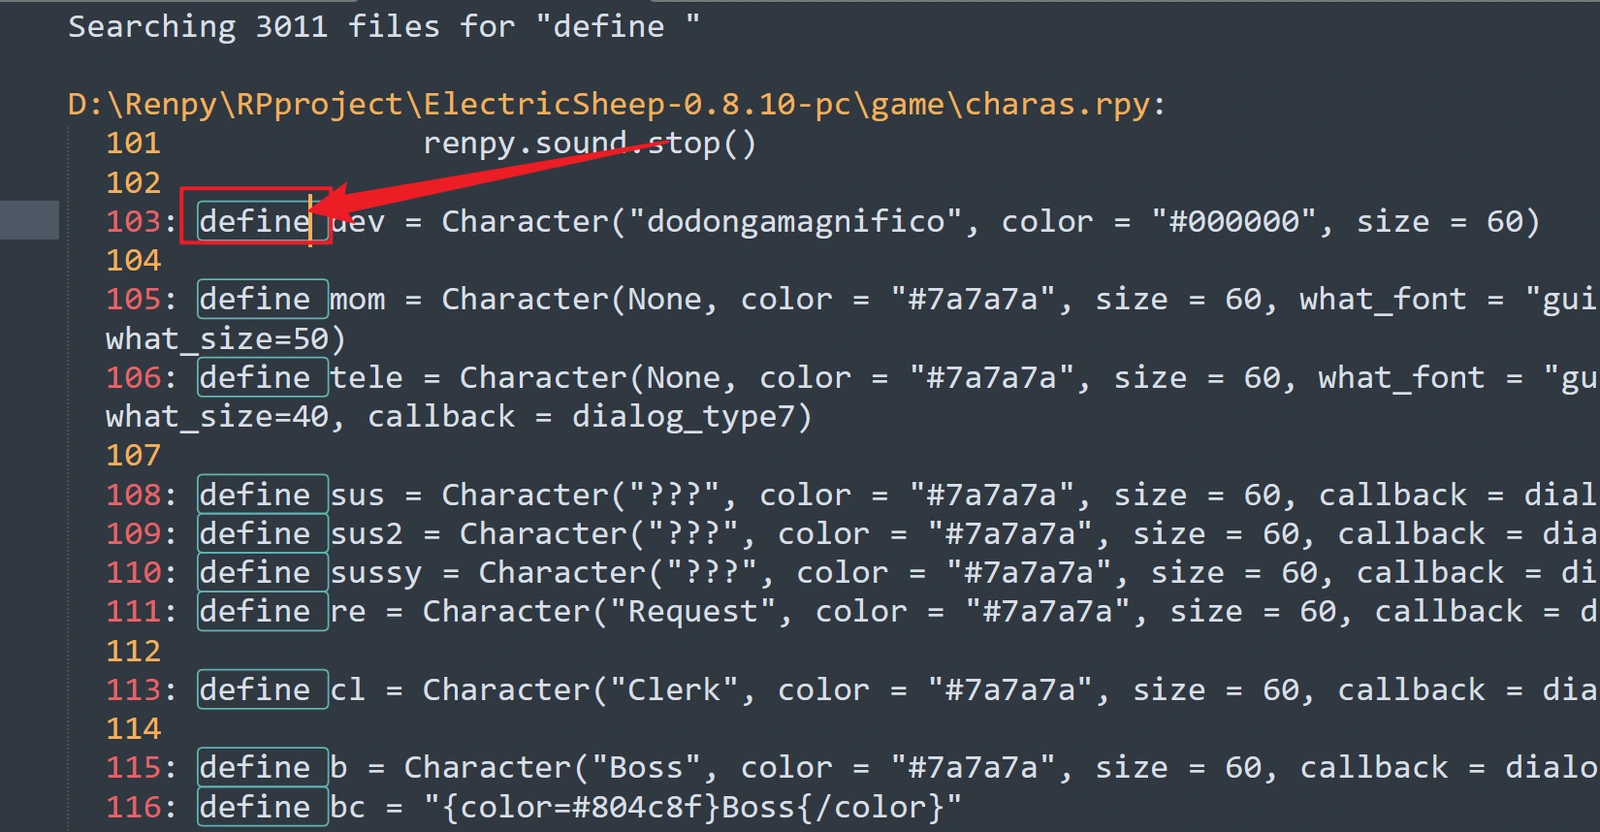 Searching 3011 files for "define "
D:\Renpy\RPproject\ElectricSheep-0.8.10-pc\game\charas.rpy:
101 renpy.sound.stop()
102
103: define dev = Character("dodongamagnifico", color = "#000000", size = 60)
104
105: define mom = Character(None, color = "#7a7a7a", size = 60, what_font = "gui
what_size=50)
106: define tele = Character(None, color = "#7a7a7a", size = 60, what_font = "gu
what_size=40, callback = dialog_type7)
107
108: define sus = Character("???", color = "#7a7a7a", size = 60, callback = dial
109: define sus2 = Character("???", color = "#7a7a7a", size = 60, callback = dia
110: define sussy = Character("???", color = "#7a7a7a", size = 60, callback = di
111: define re = Character("Request", color = "#7a7a7a", size = 60, callback = d
112
113: define cl = Character("Clerk", color = "#7a7a7a", size = 60, callback = dia
114
115: define b = Character("Boss", color = "#7a7a7a", size = 60, callback = dialo
116: define bc = "{color=#804c8f}Boss{/color}"